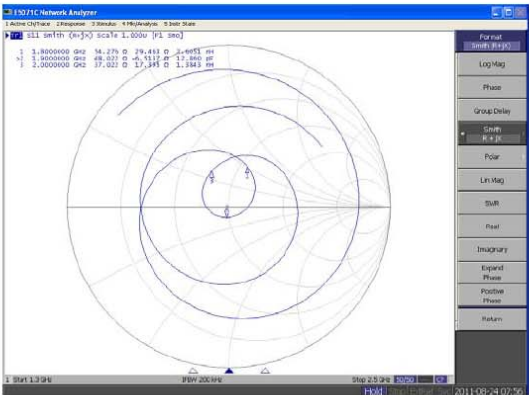 E5071C Network Analyzer
1 Active Ch/Trace 2 Response 3 Stimulus 4 Mkr/Analysis 5 Instr State
Tr1 S11 Smith (R+jX) Scale 1.000U [F1 Smo]
1 1.8000000 GHz 54.275 Ω 29.463 Ω 2.6051 nH
>2 1.9000000 GHz 48.023 Ω -6.5117 Ω 12.860 pF
3 2.0000000 GHz 37.023 Ω 17.395 Ω 1.3843 nH
1 Start 1.3 GHz
IFBW 200 kHz
Stop 2.5 GHz
Format
Smith (R+jX)
Log Mag
Phase
Group Delay
Smith
R + jX
Polar
Lin Mag
SWR
Real
Imaginary
Expand
Phase
Positive
Phase
Return
Hold
2011-08-24 07:56